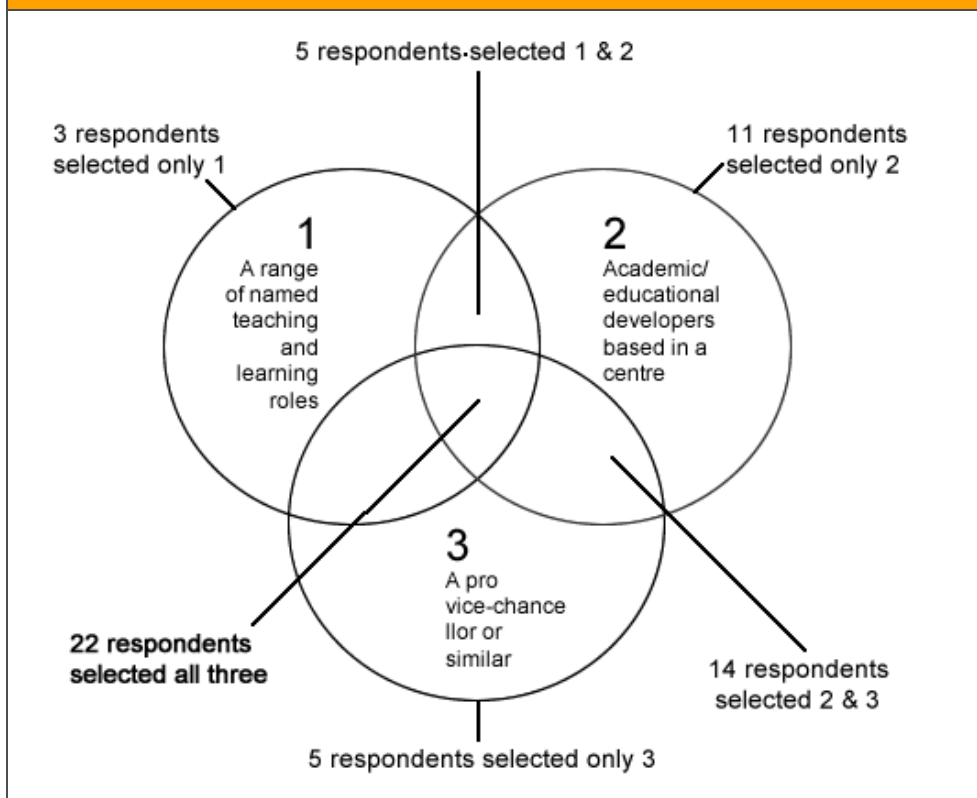 5 respondents selected 1 & 2
3 respondents
selected only 1
11 respondents
selected only 2
1
A range
of named
teaching
and
learning
roles
2
Academic/
educational
developers
based in a
centre
3
A pro
vice-chance
llor or
similar
22 respondents
selected all three
14 respondents
selected 2 & 3
5 respondents selected only 3